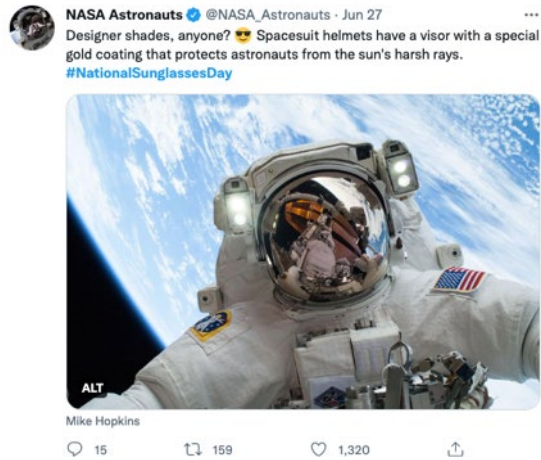 NASA Astronauts @NASA_Astronauts · Jun 27
Designer shades, anyone? 😎 Spacesuit helmets have a visor with a special
gold coating that protects astronauts from the sun's harsh rays.
#NationalSunglassesDay
ALT
Mike Hopkins
15 159 1,320